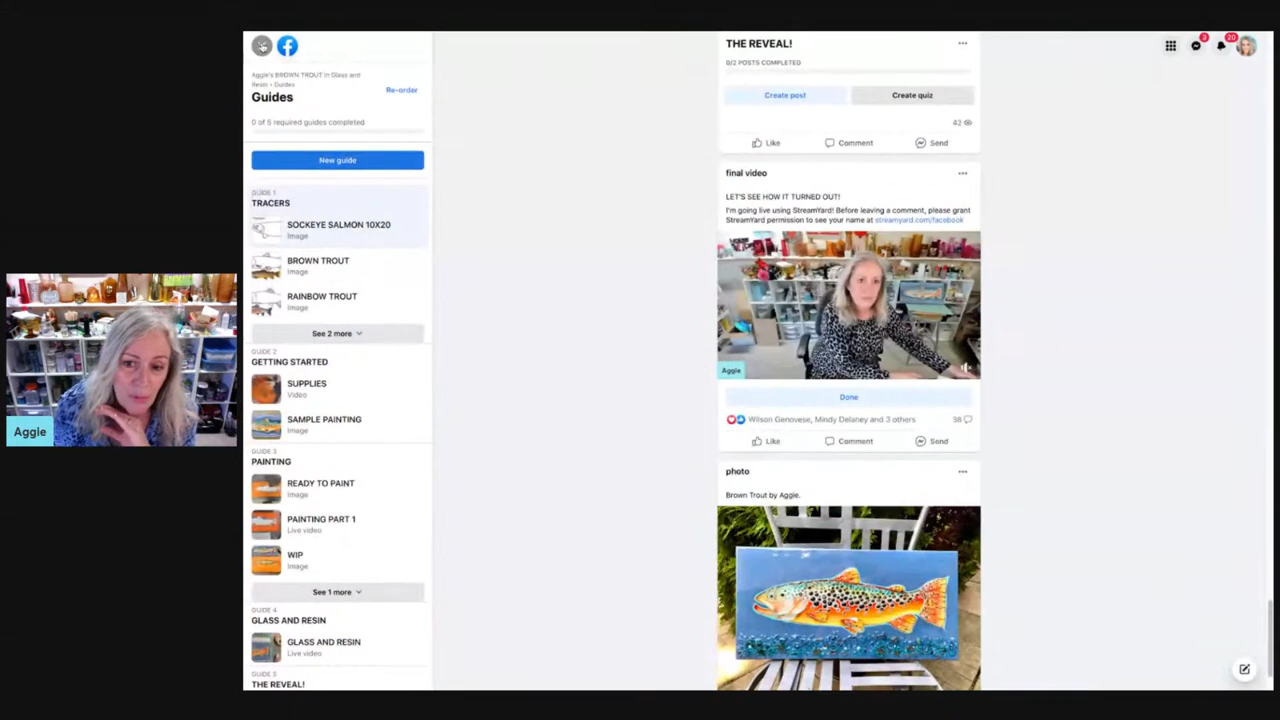 Aggie's BROWN TROUT in Glass and
Resin › Guides
Guides
Re-order
0 of 5 required guides completed
New guide
GUIDE 1
TRACERS
SOCKEYE SALMON 10X20
Image
BROWN TROUT
Image
RAINBOW TROUT
Image
See 2 more
GUIDE 2
GETTING STARTED
SUPPLIES
Video
SAMPLE PAINTING
Image
GUIDE 3
PAINTING
READY TO PAINT
Image
PAINTING PART 1
Live video
WIP
Image
See 1 more
GUIDE 4
GLASS AND RESIN
GLASS AND RESIN
Live video
GUIDE 5
THE REVEAL!
Aggie
THE REVEAL!
0/2 POSTS COMPLETED
Create post
Create quiz
42
Like
Comment
Send
final video
LET'S SEE HOW IT TURNED OUT!
I'm going live using StreamYard! Before leaving a comment, please grant
StreamYard permission to see your name at streamyard.com/facebook
Aggie
Done
Wilson Genovese, Mindy Delaney and 3 others
38
Like
Comment
Send
photo
Brown Trout by Aggie.
3
20